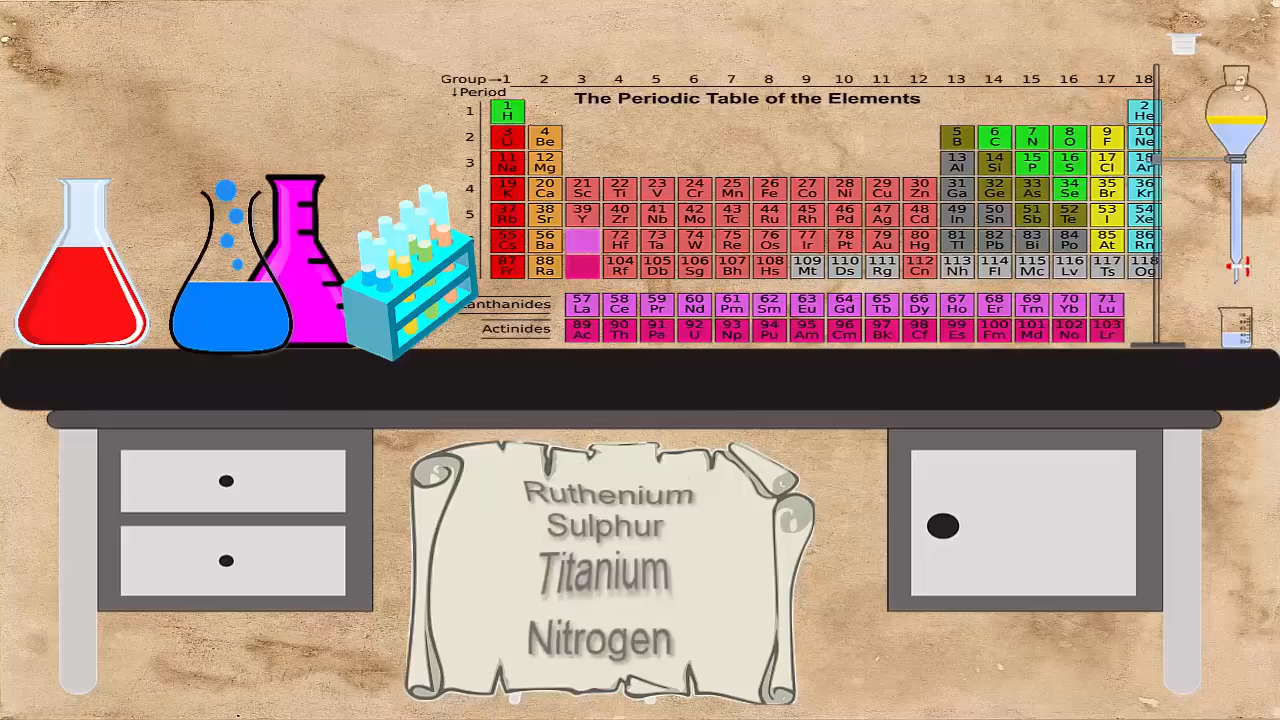 Group→1 2 3 4 5 6 7 8 9 10 11 12 13 14 15 16 17 18
↓Period
The Periodic Table of the Elements
1 1 H 2 He
2 3 Li 4 Be 5 B 6 C 7 N 8 O 9 F 10 Ne
3 11 Na 12 Mg 13 Al 14 Si 15 P 16 S 17 Cl 18 Ar
4 19 K 20 Ca 21 Sc 22 Ti 23 V 24 Cr 25 Mn 26 Fe 27 Co 28 Ni 29 Cu 30 Zn 31 Ga 32 Ge 33 As 34 Se 35 Br 36 Kr
5 37 Rb 38 Sr 39 Y 40 Zr 41 Nb 42 Mo 43 Tc 44 Ru 45 Rh 46 Pd 47 Ag 48 Cd 49 In 50 Sn 51 Sb 52 Te 53 I 54 Xe
55 Cs 56 Ba 72 Hf 73 Ta 74 W 75 Re 76 Os 77 Ir 78 Pt 79 Au 80 Hg 81 Tl 82 Pb 83 Bi 84 Po 85 At 86 Rn
87 Fr 88 Ra 104 Rf 105 Db 106 Sg 107 Bh 108 Hs 109 Mt 110 Ds 111 Rg 112 Cn 113 Nh 114 Fl 115 Mc 116 Lv 117 Ts 118 Og
anthanides 57 La 58 Ce 59 Pr 60 Nd 61 Pm 62 Sm 63 Eu 64 Gd 65 Tb 66 Dy 67 Ho 68 Er 69 Tm 70 Yb 71 Lu
Actinides 89 Ac 90 Th 91 Pa 92 U 93 Np 94 Pu 95 Am 96 Cm 97 Bk 98 Cf 99 Es 100 Fm 101 Md 102 No 103 Lr
Ruthenium
Sulphur
Titanium
Nitrogen